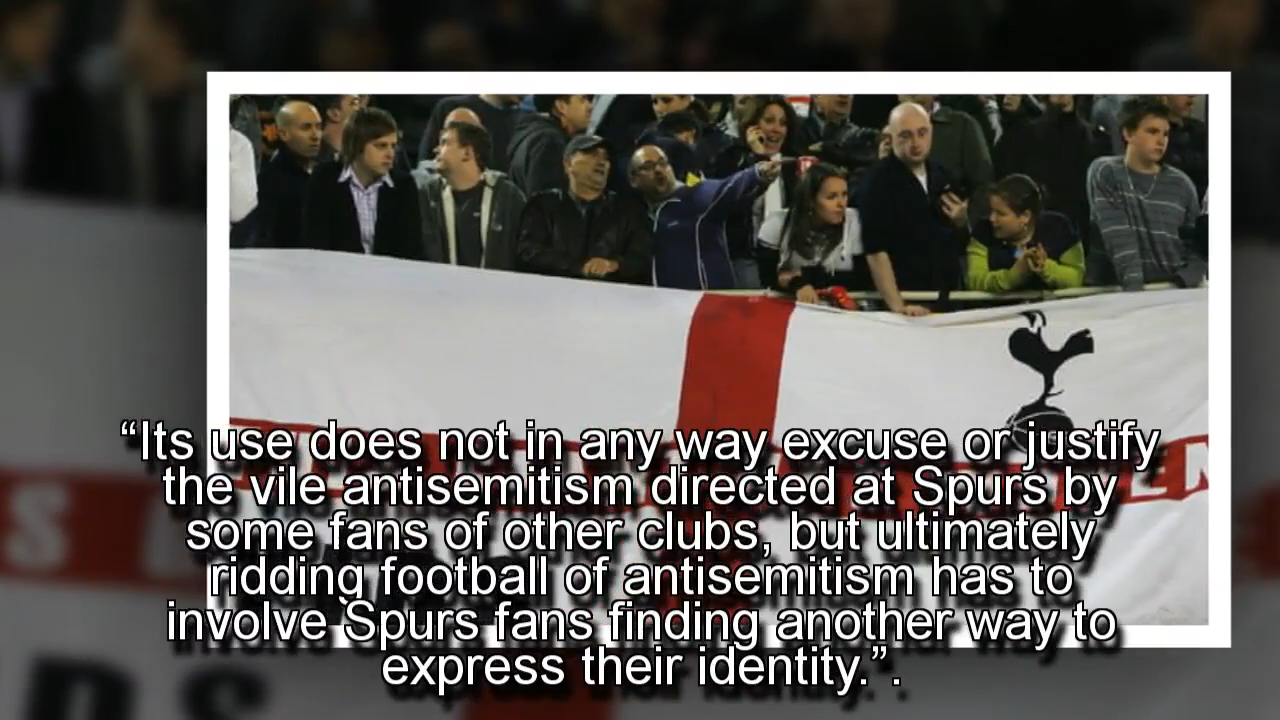 “Its use does not in any way excuse or justify
the vile antisemitism directed at Spurs by
some fans of other clubs, but ultimately
ridding football of antisemitism has to
involve Spurs fans finding another way to
express their identity.”.